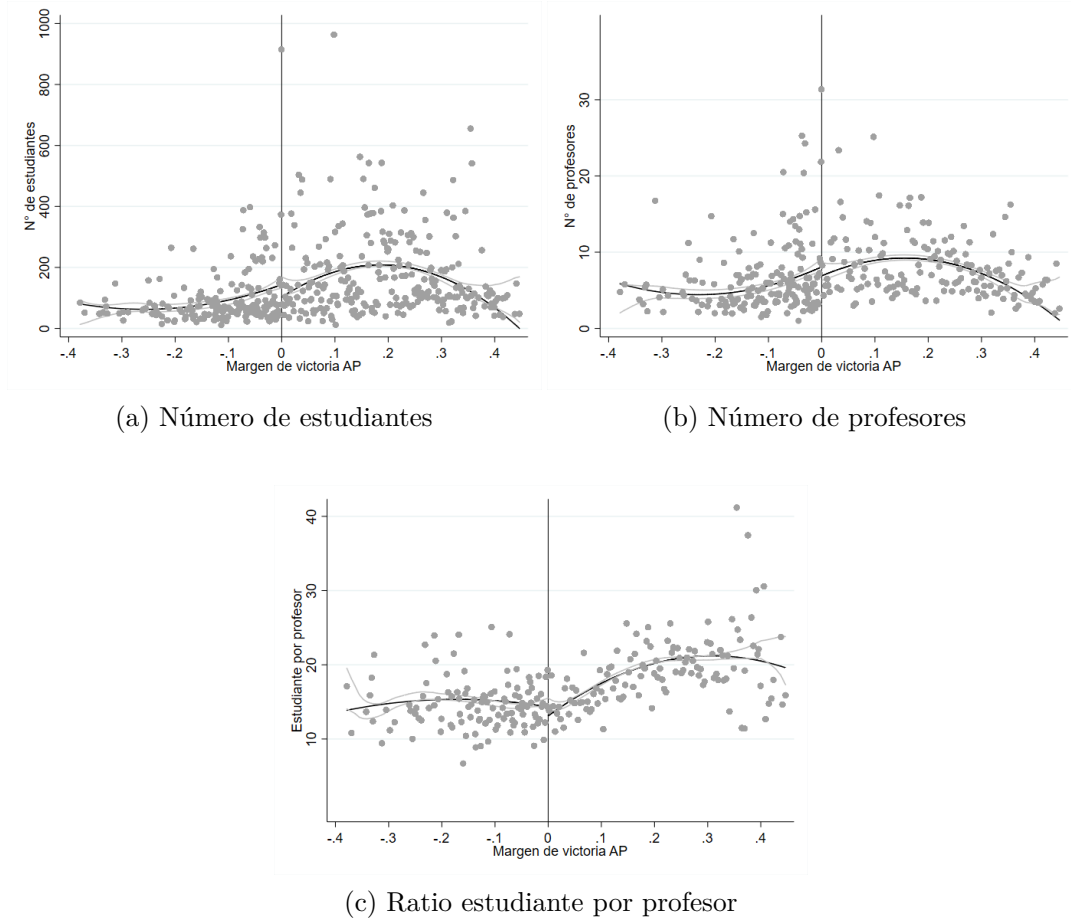 1000
800
600
400
200
0
N° de estudiantes
-.4 -.3 -.2 -.1 0 .1 .2 .3 .4
Margen de victoria AP
(a) Número de estudiantes
30
20
10
0
N° de profesores
-.4 -.3 -.2 -.1 0 .1 .2 .3 .4
Margen de victoria AP
(b) Número de profesores
40
30
20
10
Estudiante por profesor
-.4 -.3 -.2 -.1 0 .1 .2 .3 .4
Margen de victoria AP
(c) Ratio estudiante por profesor